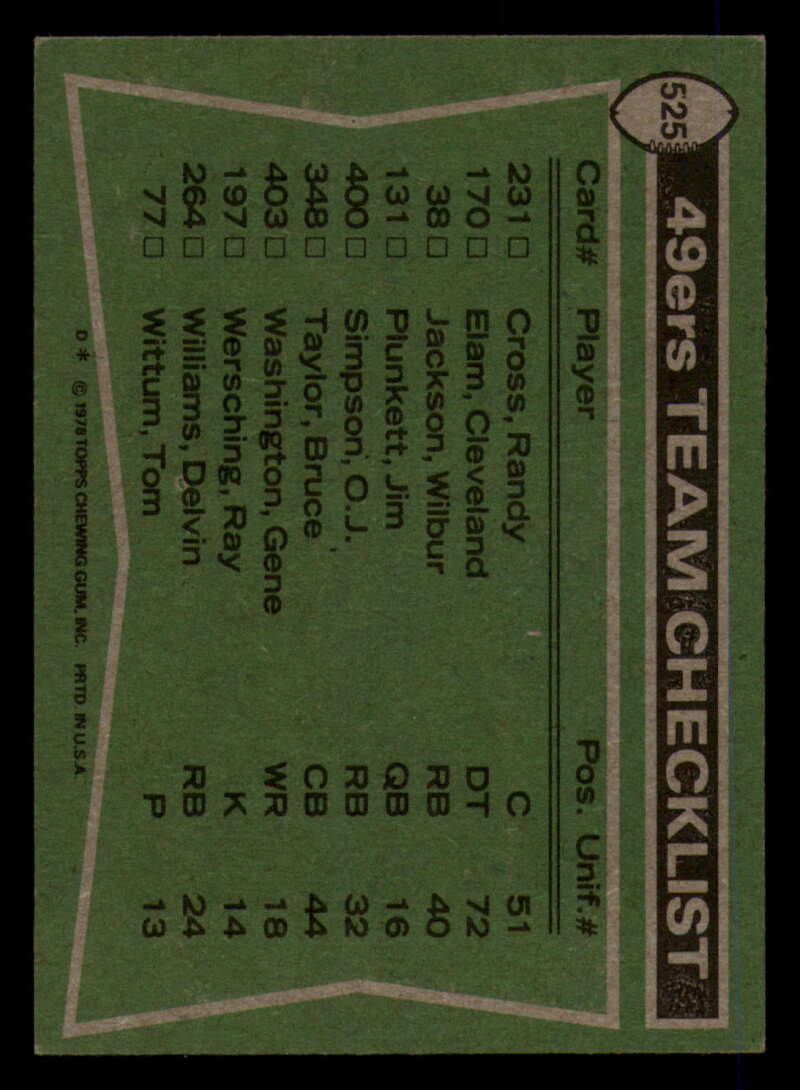 525
49ers TEAM CHECKLIST
Card# Player Pos. Unif.#
231 □ Cross, Randy C 51
170 □ Elam, Cleveland DT 72
38 □ Jackson, Wilbur RB 40
131 □ Plunkett, Jim QB 16
400 □ Simpson, O.J. RB 32
348 □ Taylor, Bruce CB 44
403 □ Washington, Gene WR 18
197 □ Wersching, Ray K 14
264 □ Williams, Delvin RB 24
77 □ Wittum, Tom P 13
D * © 1978 TOPPS CHEWING GUM, INC. PRTD. IN U.S.A.